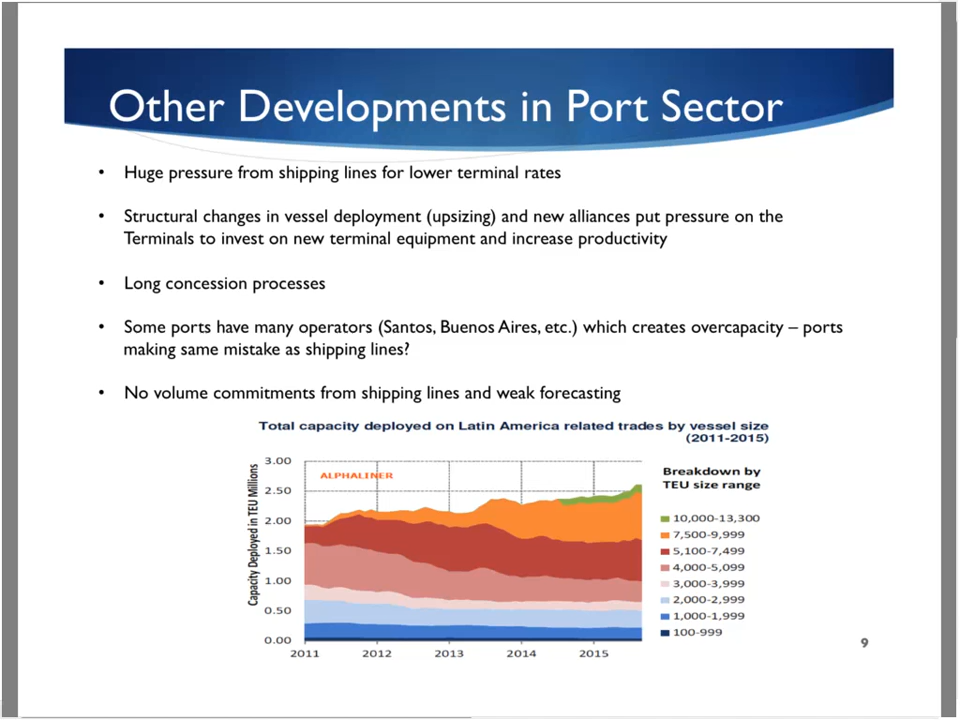 Other Developments in Port Sector
• Huge pressure from shipping lines for lower terminal rates
• Structural changes in vessel deployment (upsizing) and new alliances put pressure on the
Terminals to invest on new terminal equipment and increase productivity
• Long concession processes
• Some ports have many operators (Santos, Buenos Aires, etc.) which creates overcapacity – ports
making same mistake as shipping lines?
• No volume commitments from shipping lines and weak forecasting
Total capacity deployed on Latin America related trades by vessel size
(2011-2015)
Capacity Deployed in TEU Millions
3.00
2.50
2.00
1.50
1.00
0.50
0.00
ALPHALINER
2011 2012 2013 2014 2015
Breakdown by
TEU size range
10,000-13,300
7,500-9,999
5,100-7,499
4,000-5,099
3,000-3,999
2,000-2,999
1,000-1,999
100-999
9